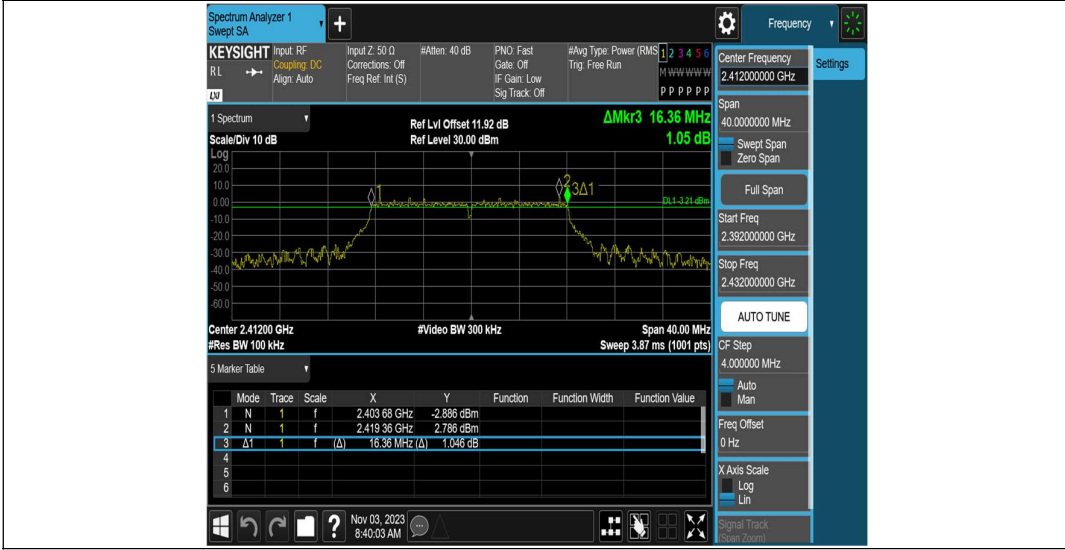 Spectrum Analyzer 1
Swept SA
+
Frequency
KEYSIGHT
RL
LXI
Input: RF
Coupling: DC
Align: Auto
Input Z: 50 Ω
Corrections: Off
Freq Ref: Int (S)
#Atten: 40 dB
PNO: Fast
Gate: Off
IF Gain: Low
Sig Track: Off
#Avg Type: Power (RMS
Trig: Free Run
1 2 3 4 5 6
M W W W W W
P P P P P P
1 Spectrum
Scale/Div 10 dB
Ref Lvl Offset 11.92 dB
Ref Level 30.00 dBm
ΔMkr3 16.36 MHz
1.05 dB
Log
20.0
10.0
0.00
-10.0
-20.0
-30.0
-40.0
-50.0
-60.0
1
2
3Δ1
DL1 -3.21 dBm
Center 2.41200 GHz
#Video BW 300 kHz
Span 40.00 MHz
#Res BW 100 kHz
Sweep 3.87 ms (1001 pts)
5 Marker Table
Mode Trace Scale X Y Function Function Width Function Value
1 N 1 f 2.403 68 GHz -2.886 dBm
2 N 1 f 2.419 36 GHz 2.786 dBm
3 Δ1 1 f (Δ) 16.36 MHz (Δ) 1.046 dB
4
5
6
?
Nov 03, 2023
8:40:03 AM
Center Frequency
2.412000000 GHz
Settings
Span
40.0000000 MHz
Swept Span
Zero Span
Full Span
Start Freq
2.392000000 GHz
Stop Freq
2.432000000 GHz
AUTO TUNE
CF Step
4.000000 MHz
Auto
Man
Freq Offset
0 Hz
X Axis Scale
Log
Lin
Signal Track
(Span Zoom)